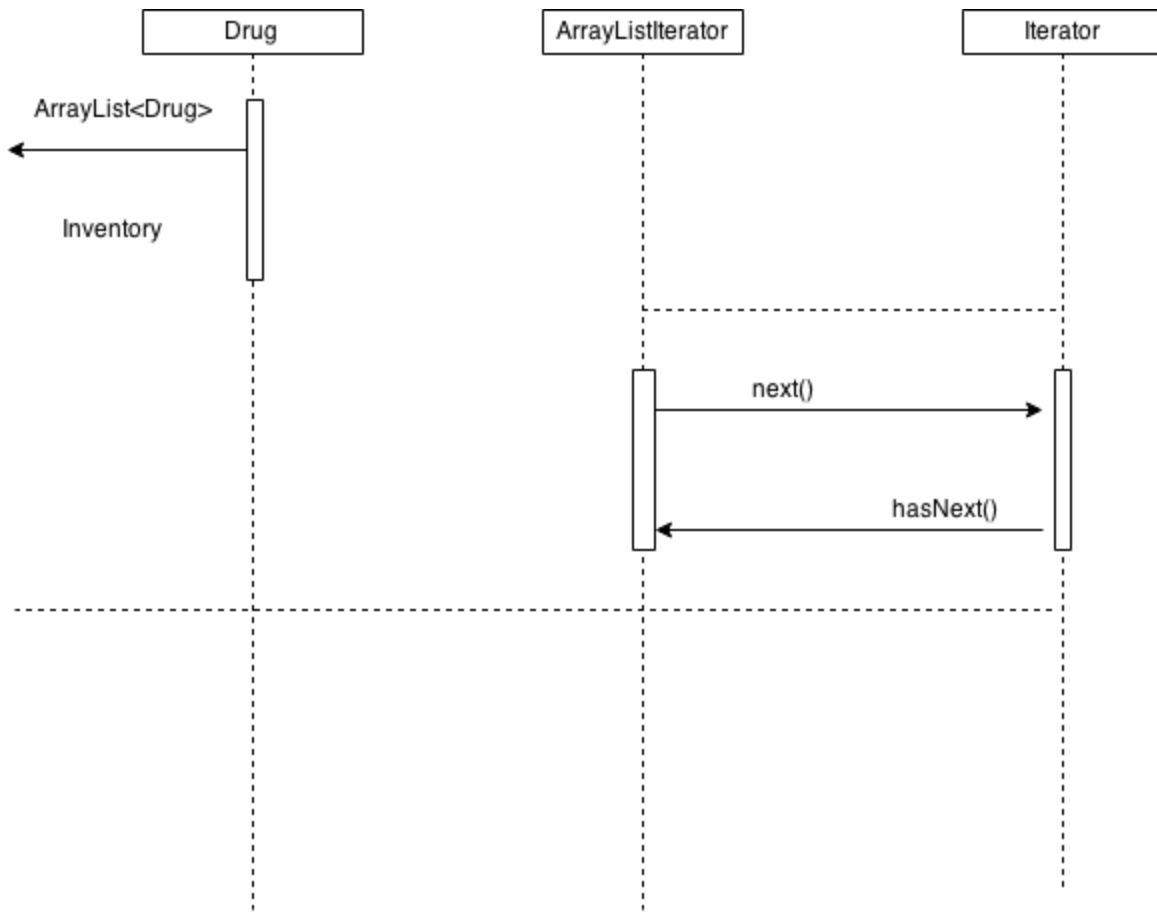 Drug
ArrayListIterator
Iterator
ArrayList<Drug>
Inventory
next()
hasNext()